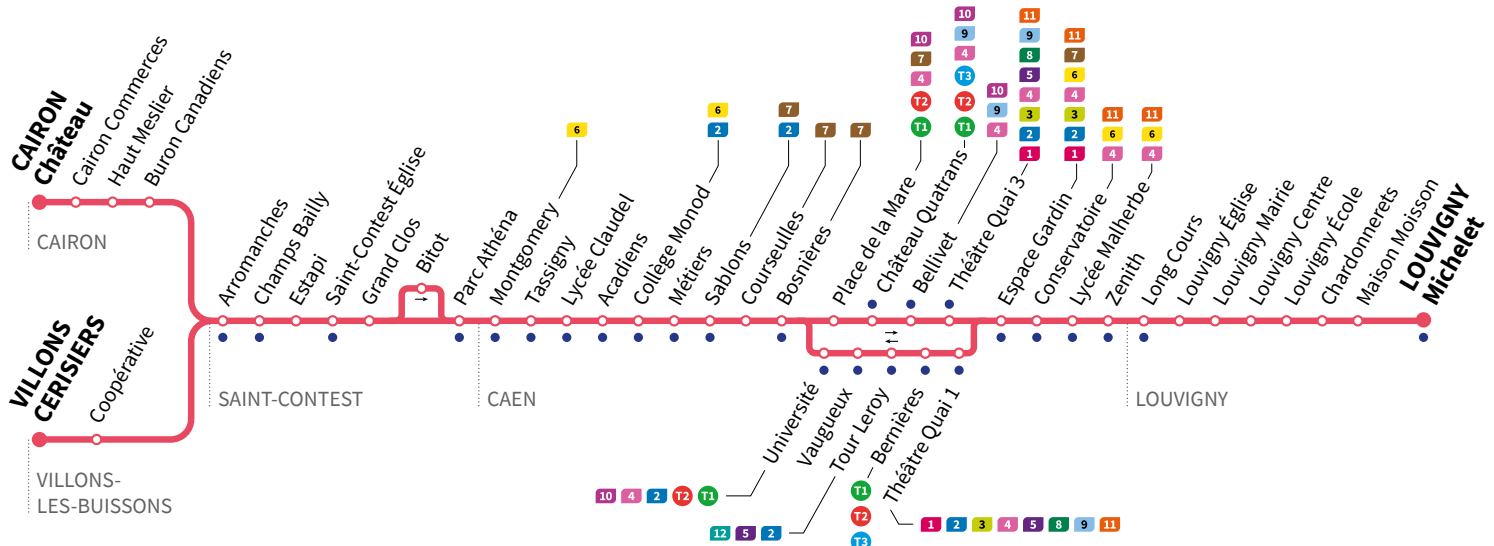 CAIRON
Château
Cairon Commerces
Haut Meslier
Buron Canadiens
CAIRON
VILLONS
CERISIERS
Coopérative
VILLONS-
LES-BUISSONS
Arromanches
Champs Bailly
Estapi
Saint-Contest Église
Grand Clos
Bitot
Parc Athéna
SAINT-CONTEST
Montgomery
6
Tassigny
Lycée Claudel
Acadiens
Collège Monod
6
2
Métiers
Sablons
7
2
Courseulles
7
Bosnières
7
Place de la Mare
10
7
4
T2
T1
Château Quatrans
10
9
4
T3
T2
T1
Bellivet
10
9
4
Théâtre Quai 3
11
9
8
5
4
3
2
1
Université
10 4 2 T2 T1
Vaugueux
Tour Leroy
12 5 2
Bernières
T1
T2
T3
Théâtre Quai 1
1 2 3 4 5 8 9 11
CAEN
Espace Gardin
11
7
6
4
3
2
1
Conservatoire
11
6
4
Lycée Malherbe
11
6
4
Zenith
Long Cours
Louvigny Église
Louvigny Mairie
Louvigny Centre
Louvigny École
Chardonnerets
Maison Moisson
LOUVIGNY
Michelet
LOUVIGNY